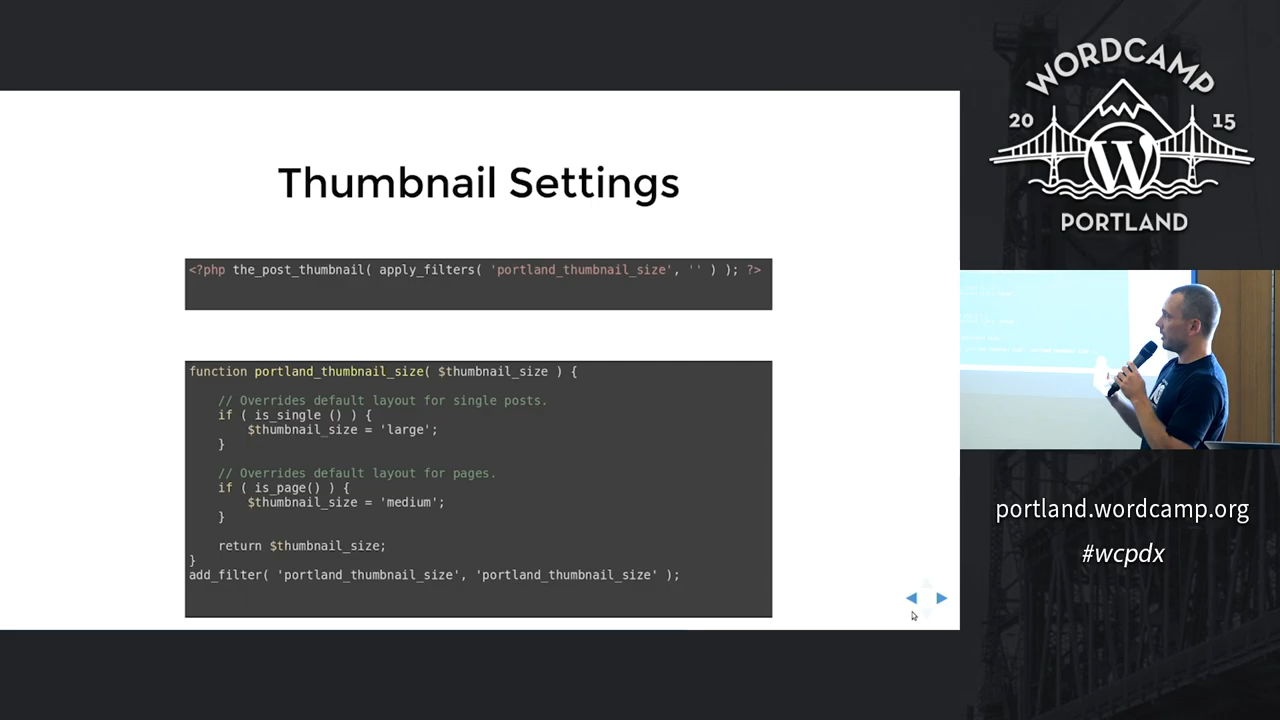 Thumbnail Settings
<?php the_post_thumbnail( apply_filters( 'portland_thumbnail_size', '' ) ); ?>
function portland_thumbnail_size( $thumbnail_size ) {
// Overrides default layout for single posts.
if ( is_single () ) {
$thumbnail_size = 'large';
}
// Overrides default layout for pages.
if ( is_page() ) {
$thumbnail_size = 'medium';
}
return $thumbnail_size;
}
add_filter( 'portland_thumbnail_size', 'portland_thumbnail_size' );
WORDCAMP
20 15
W
PORTLAND
portland.wordcamp.org
#wcpdx